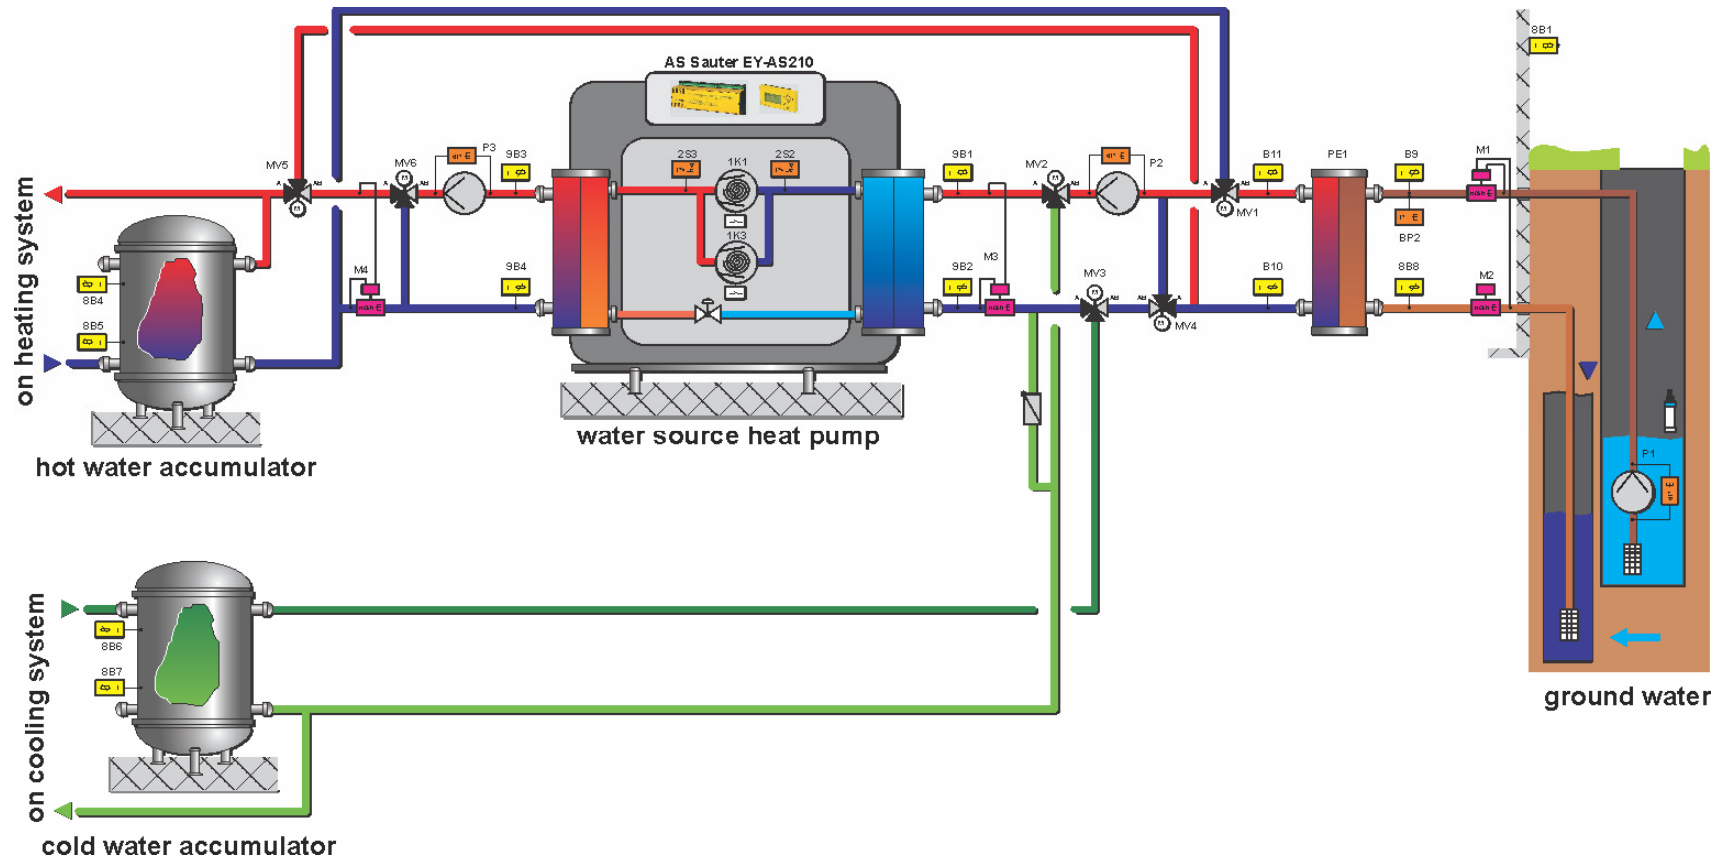 8B1
AS Sauter EY-AS210
MV5
MV6
P3
9B3
2S3
1K1
2S2
9B1
MV2
P2
B11
PE1
B9
M1
MV1
BP2
1K3
on heating system
8B4
8B5
M4
9B4
9B2
M3
MV3
MV4
B10
8B8
M2
water source heat pump
hot water accumulator
P1
on cooling system
8B6
8B7
ground water
cold water accumulator